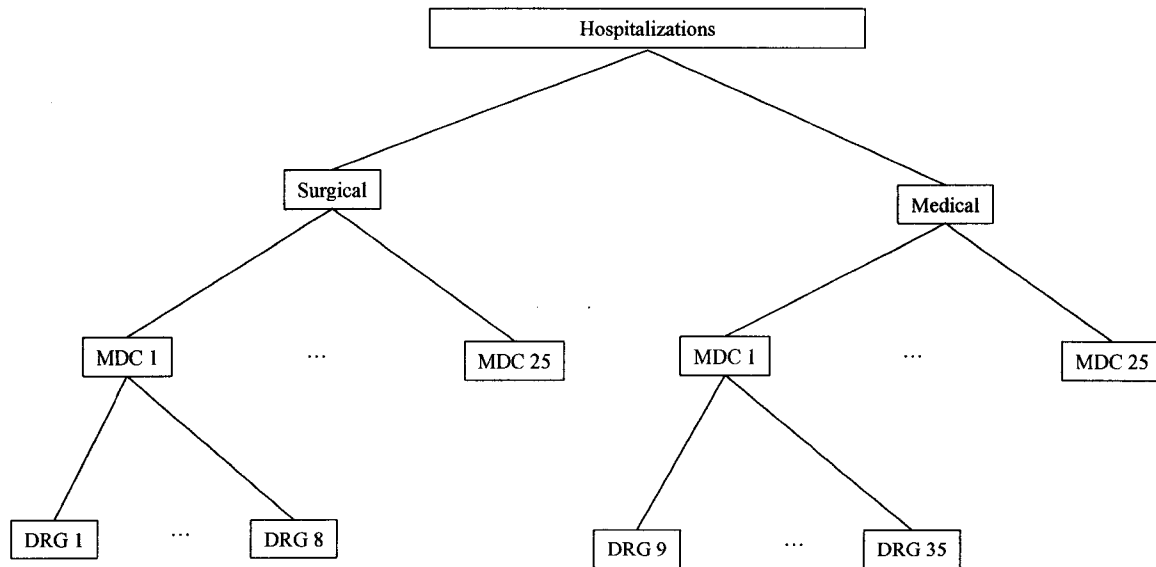 Hospitalizations
Surgical
Medical
MDC 1
...
MDC 25
MDC 1
...
MDC 25
DRG 1
...
DRG 8
DRG 9
...
DRG 35